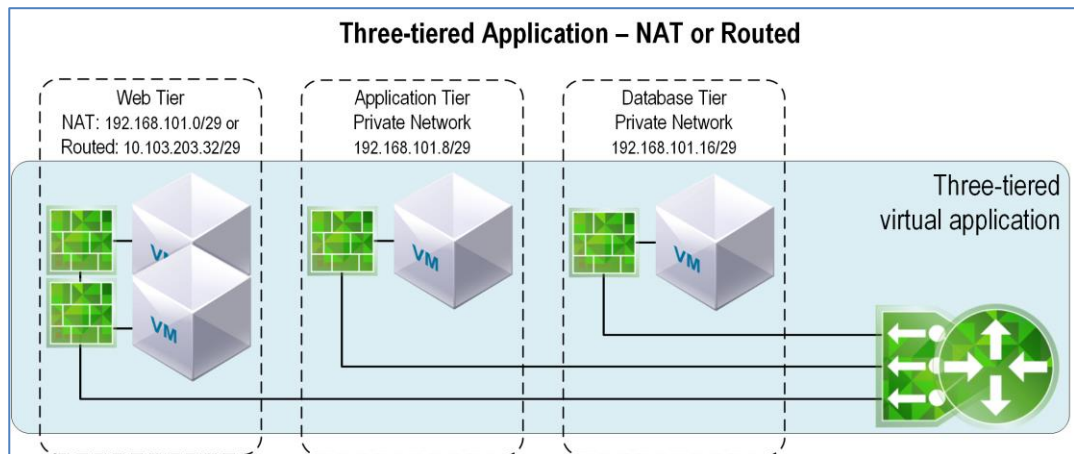 Three-tiered Application – NAT or Routed
Web Tier
NAT: 192.168.101.0/29 or
Routed: 10.103.203.32/29
Application Tier
Private Network
192.168.101.8/29
Database Tier
Private Network
192.168.101.16/29
Three-tiered
virtual application
VM
VM
VM
VM